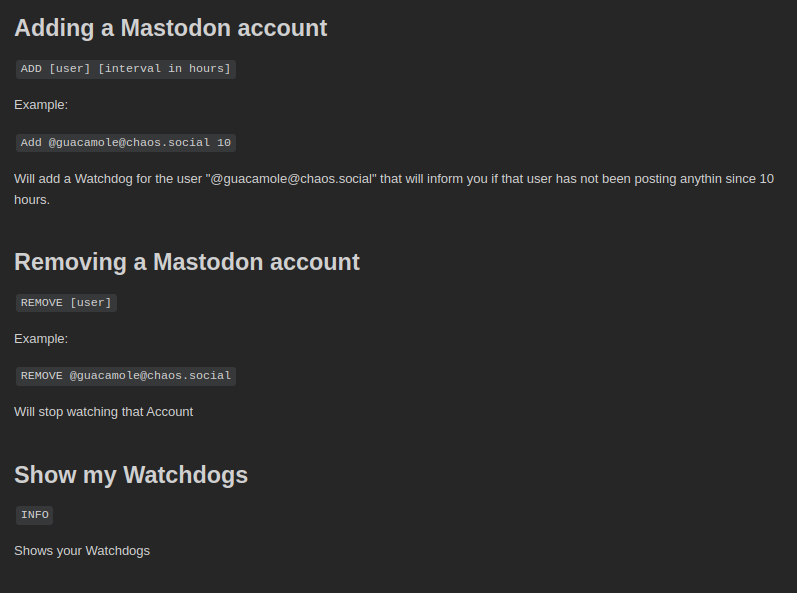 Adding a Mastodon account
ADD [user] [interval in hours]
Example:
Add @guacamole@chaos.social 10
Will add a Watchdog for the user "@guacamole@chaos.social" that will inform you if that user has not been posting anythin since 10
hours.
Removing a Mastodon account
REMOVE [user]
Example:
REMOVE @guacamole@chaos.social
Will stop watching that Account
Show my Watchdogs
INFO
Shows your Watchdogs